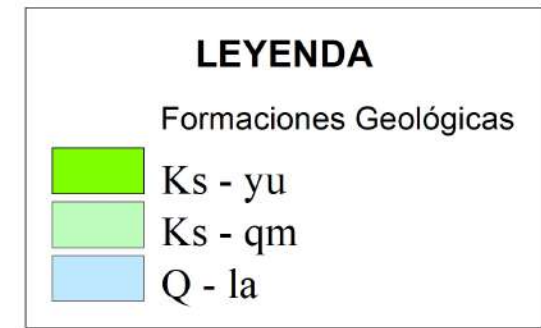 LEYENDA
Formaciones Geológicas
Ks - yu
Ks - qm
Q - la